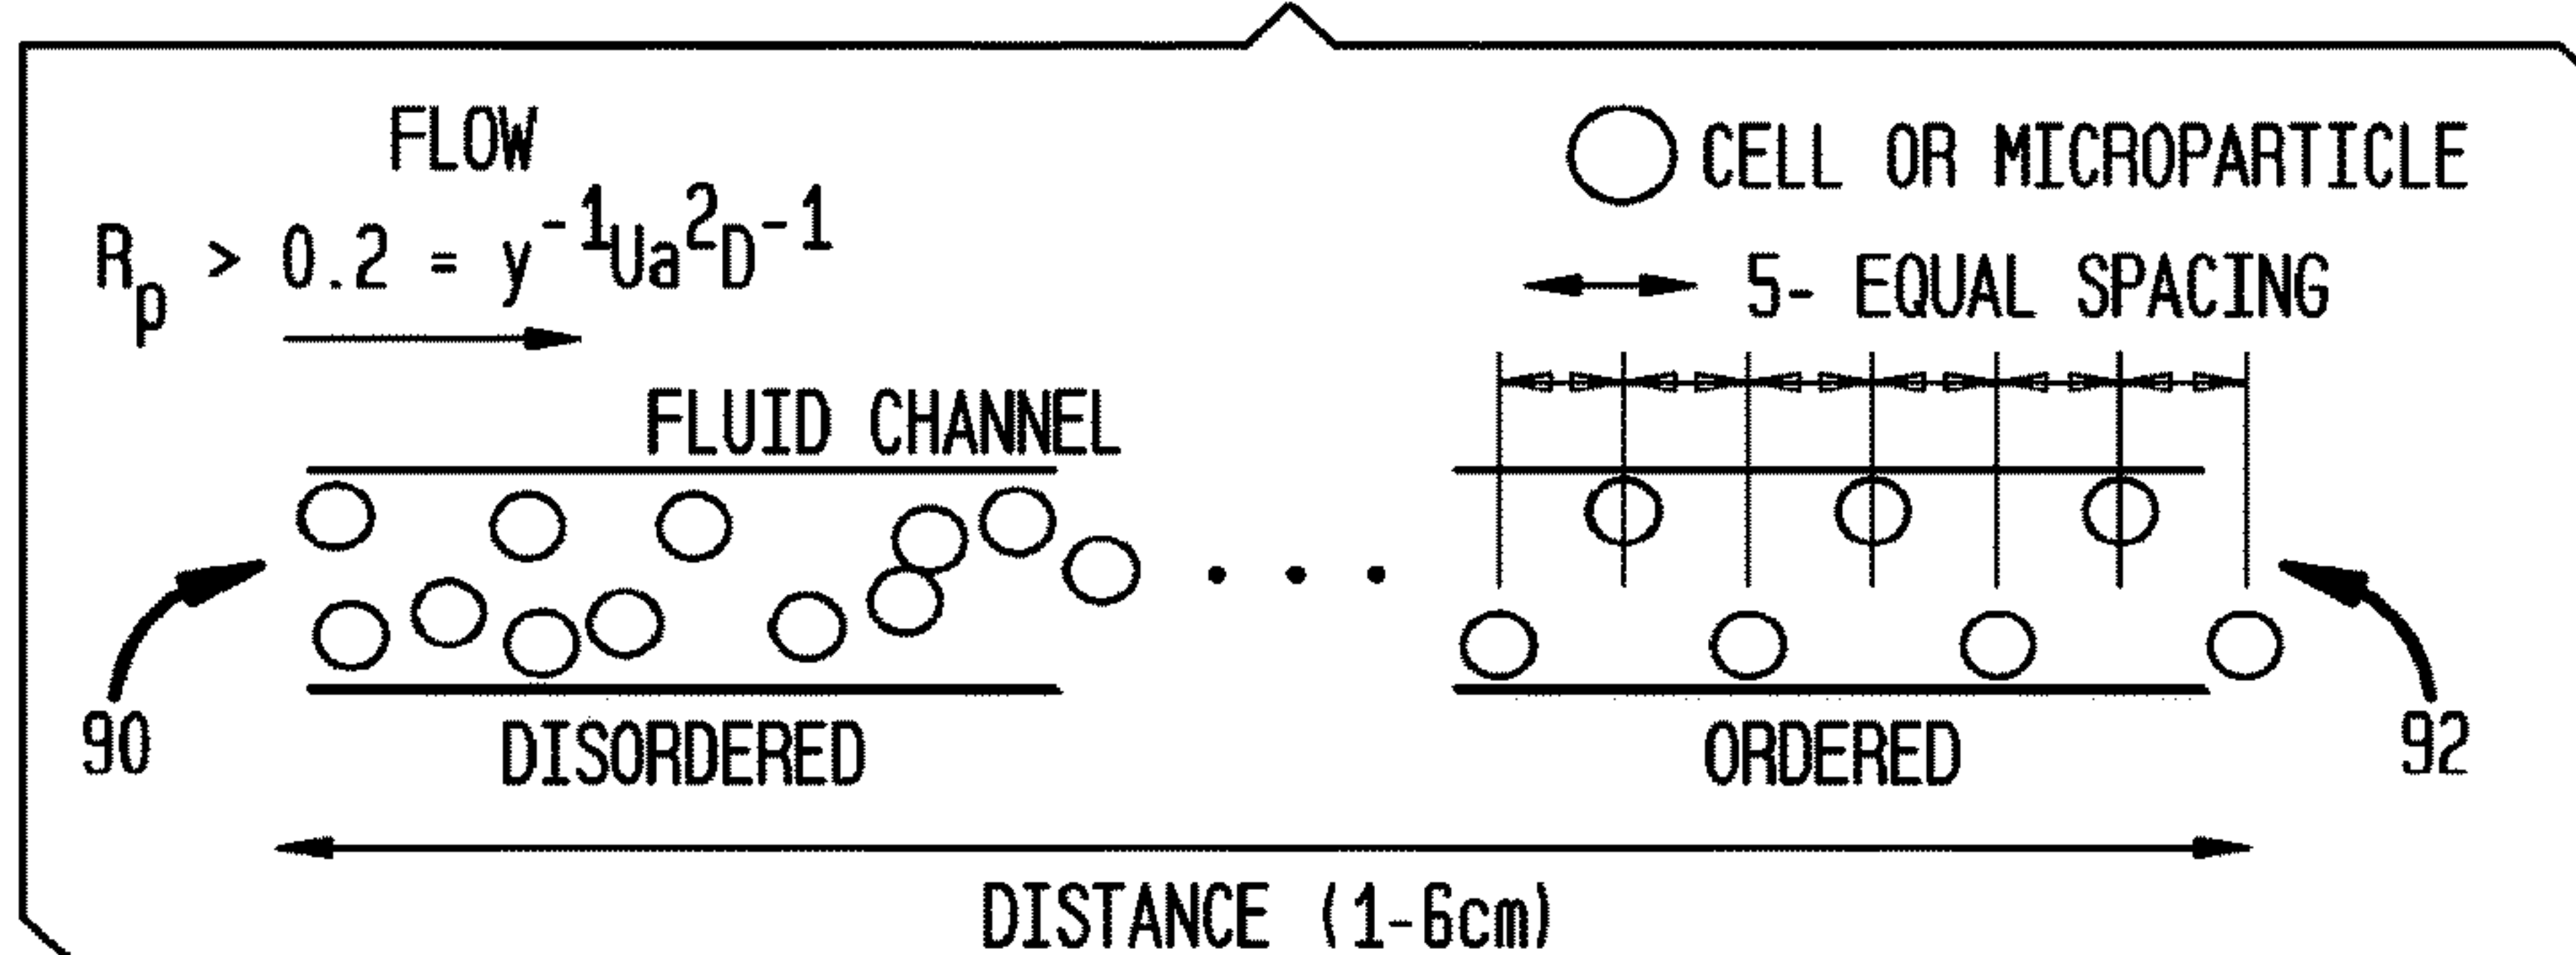 FLOW
R_p > 0.2 = y^-1Ua^2D^-1
CELL OR MICROPARTICLE
5- EQUAL SPACING
FLUID CHANNEL
90
DISORDERED
ORDERED
92
DISTANCE (1-6cm)